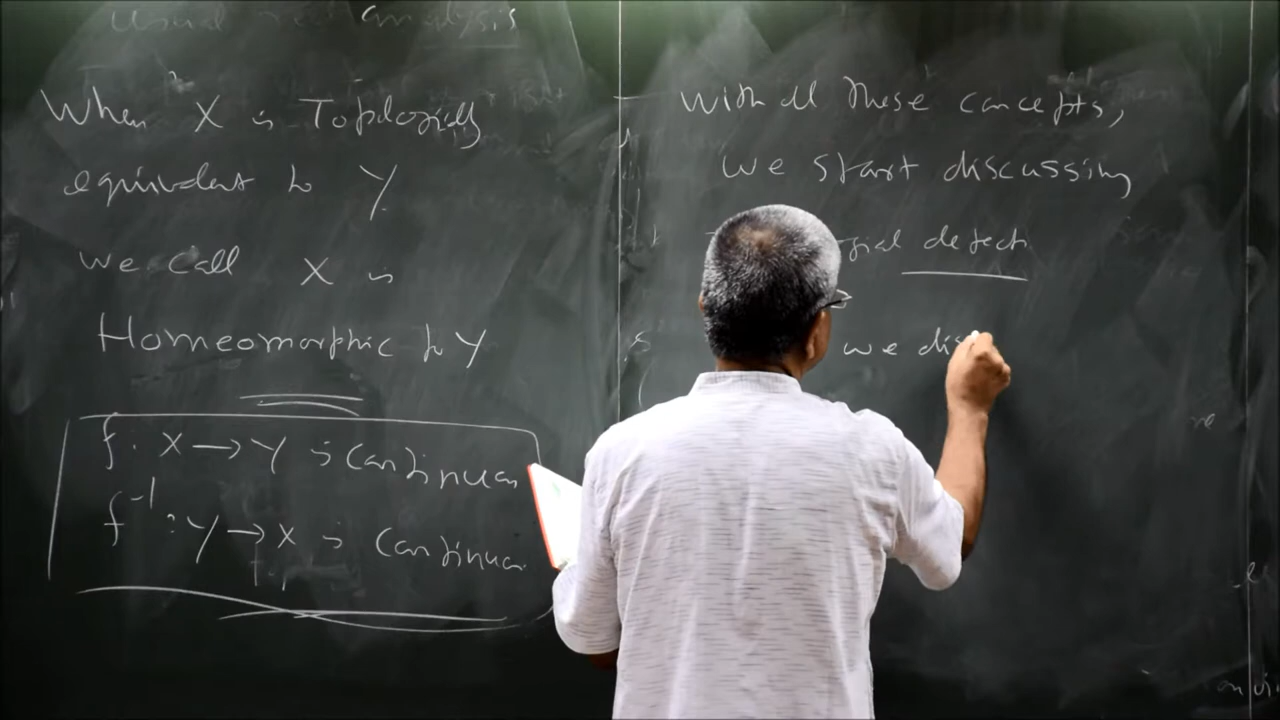 Usual real analysis
When X is Topologically
equivalent to Y
we call X is
Homeomorphic to Y
f: X → Y is continuous
f⁻¹: Y → X is continuous
With all these concepts,
we start discussing
gical defect
we dis